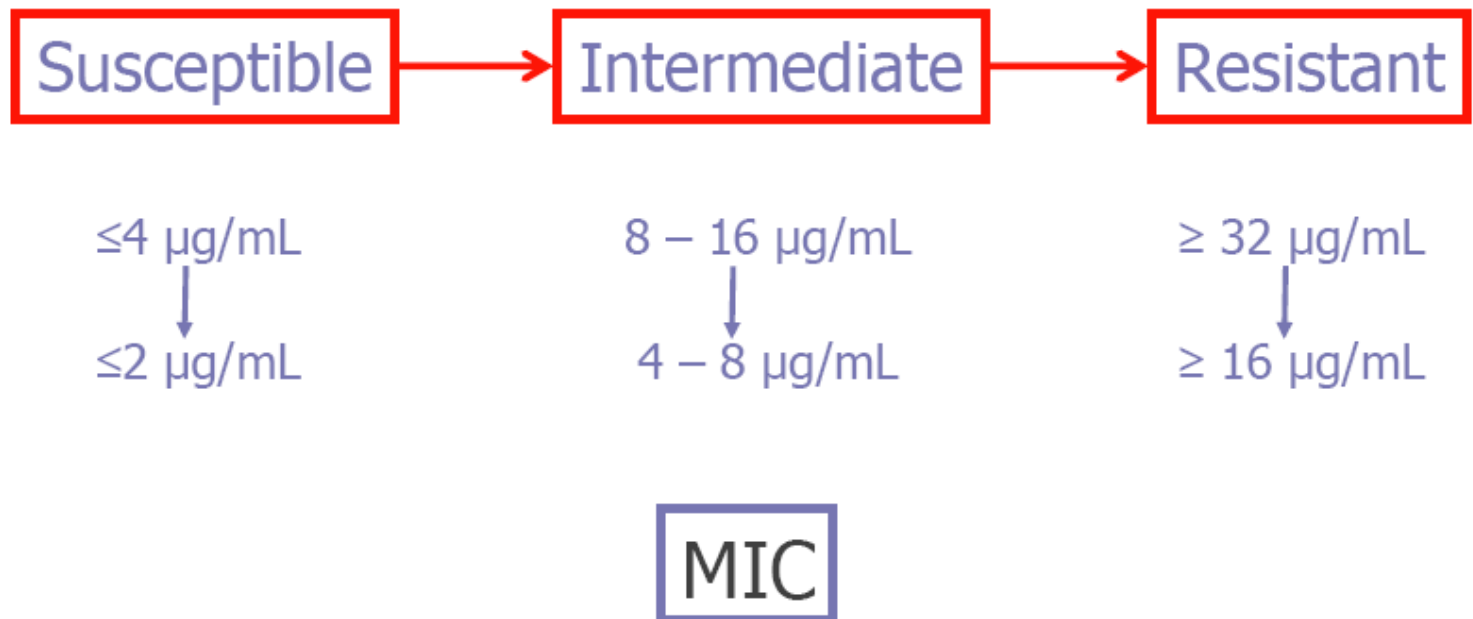 Susceptible Intermediate Resistant
≤4 µg/mL 8 – 16 µg/mL ≥ 32 µg/mL
≤2 µg/mL 4 – 8 µg/mL ≥ 16 µg/mL
MIC